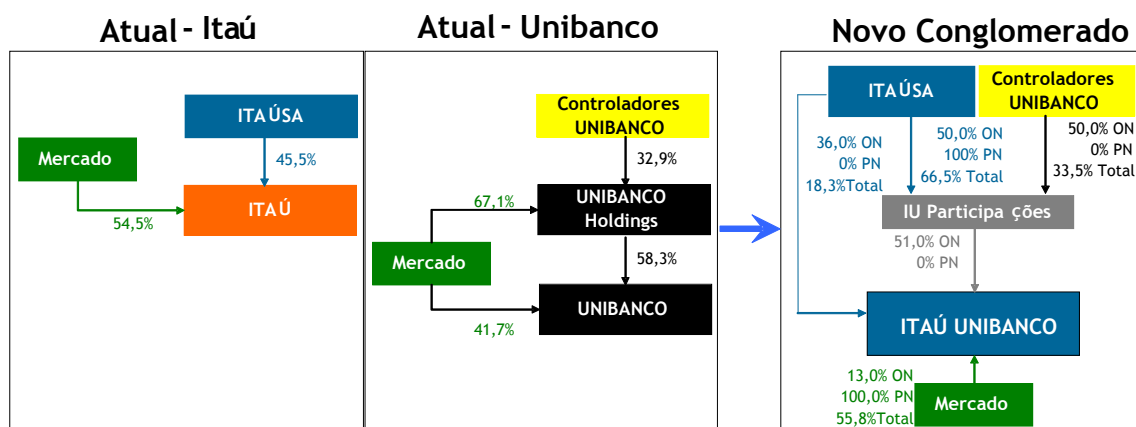 Atual - Itaú
ITAÚSA
Mercado
45,5%
ITAÚ
54,5%
Atual - Unibanco
Controladores
UNIBANCO
32,9%
67,1%
UNIBANCO
Holdings
Mercado
58,3%
UNIBANCO
41,7%
Novo Conglomerado
ITAÚSA
Controladores
UNIBANCO
36,0% ON
0% PN
18,3%Total
50,0% ON
100% PN
66,5% Total
50,0% ON
0% PN
33,5% Total
IU Participa ções
51,0% ON
0% PN
ITAÚ UNIBANCO
13,0% ON
100,0% PN
55,8%Total
Mercado